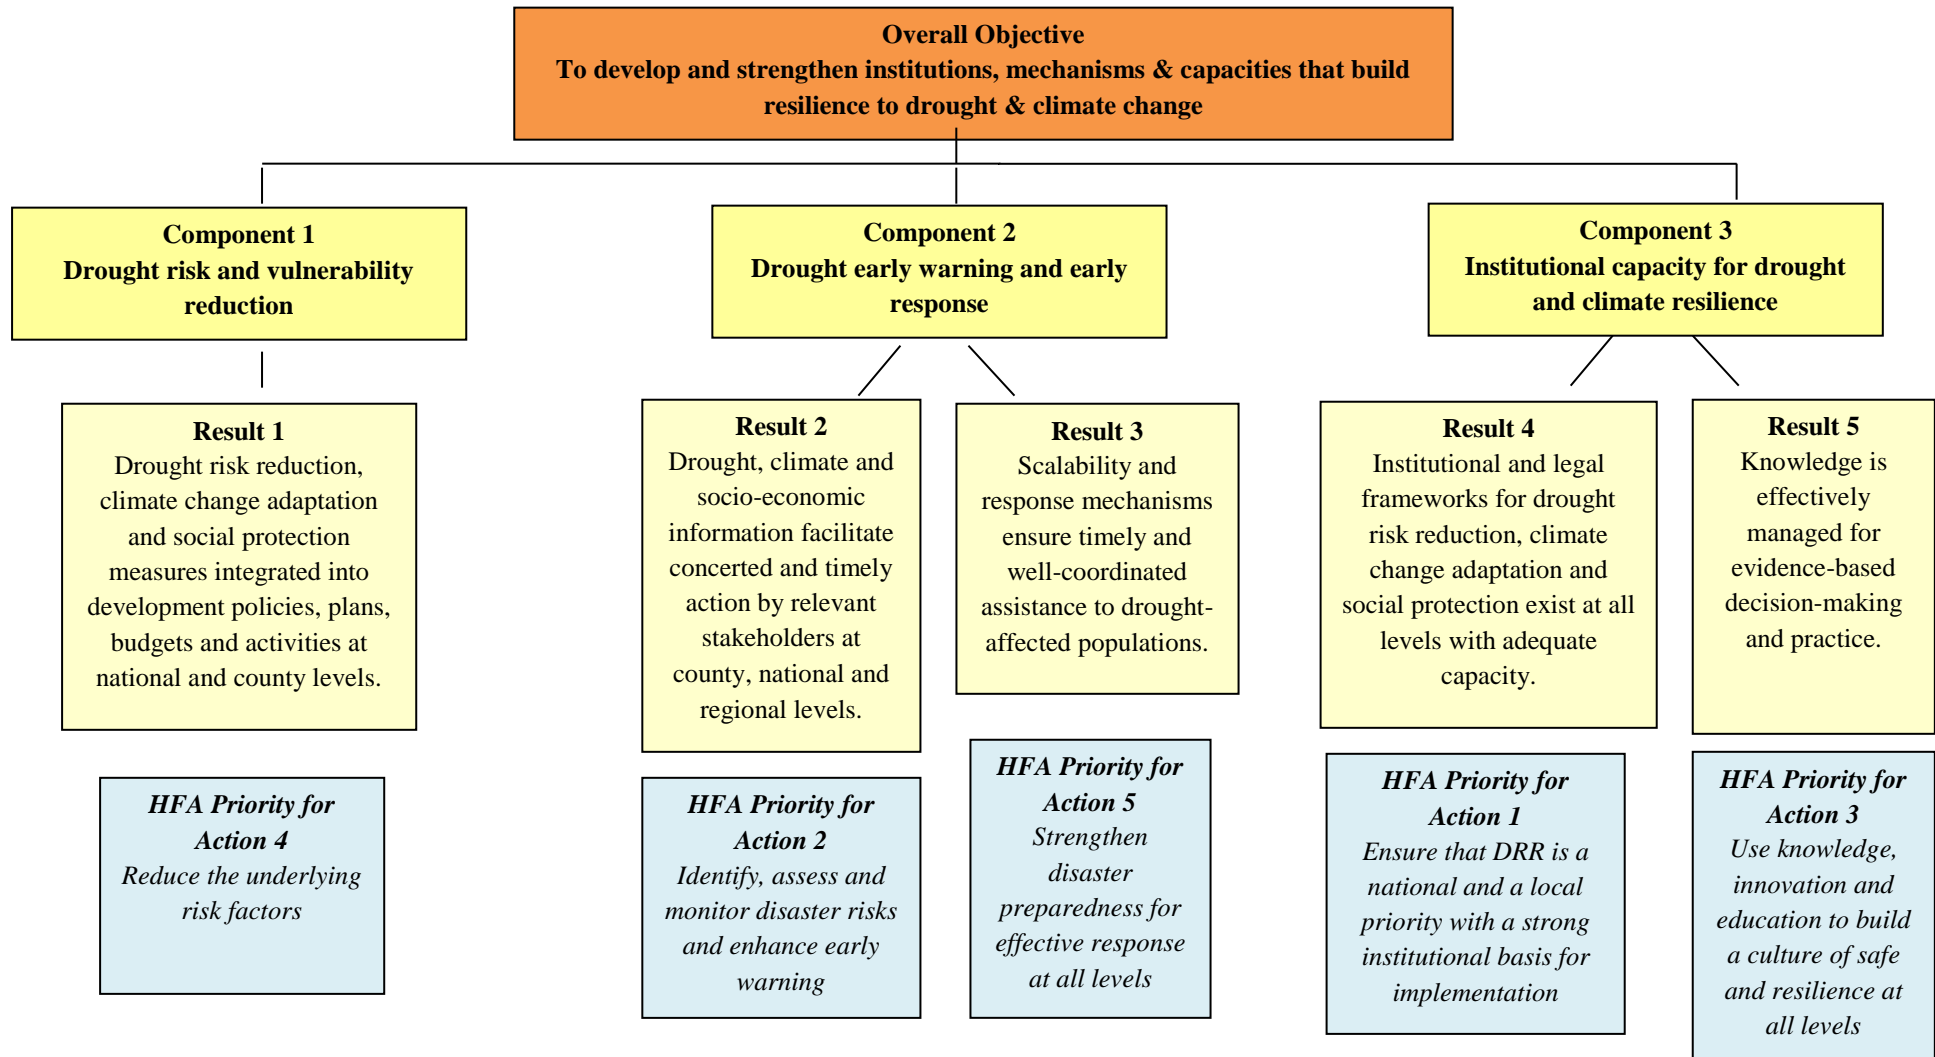 Overall Objective
To develop and strengthen institutions, mechanisms & capacities that build
resilience to drought & climate change
Component 1
Drought risk and vulnerability
reduction
Component 2
Drought early warning and early
response
Component 3
Institutional capacity for drought
and climate resilience
Result 1
Drought risk reduction,
climate change adaptation
and social protection
measures integrated into
development policies, plans,
budgets and activities at
national and county levels.
Result 2
Drought, climate and
socio-economic
information facilitate
concerted and timely
action by relevant
stakeholders at
county, national and
regional levels.
Result 3
Scalability and
response mechanisms
ensure timely and
well-coordinated
assistance to drought-
affected populations.
Result 4
Institutional and legal
frameworks for drought
risk reduction, climate
change adaptation and
social protection exist at all
levels with adequate
capacity.
Result 5
Knowledge is
effectively
managed for
evidence-based
decision-making
and practice.
HFA Priority for
Action 4
Reduce the underlying
risk factors
HFA Priority for
Action 2
Identify, assess and
monitor disaster risks
and enhance early
warning
HFA Priority for
Action 5
Strengthen
disaster
preparedness for
effective response
at all levels
HFA Priority for
Action 1
Ensure that DRR is a
national and a local
priority with a strong
institutional basis for
implementation
HFA Priority for
Action 3
Use knowledge,
innovation and
education to build
a culture of safe
and resilience at
all levels